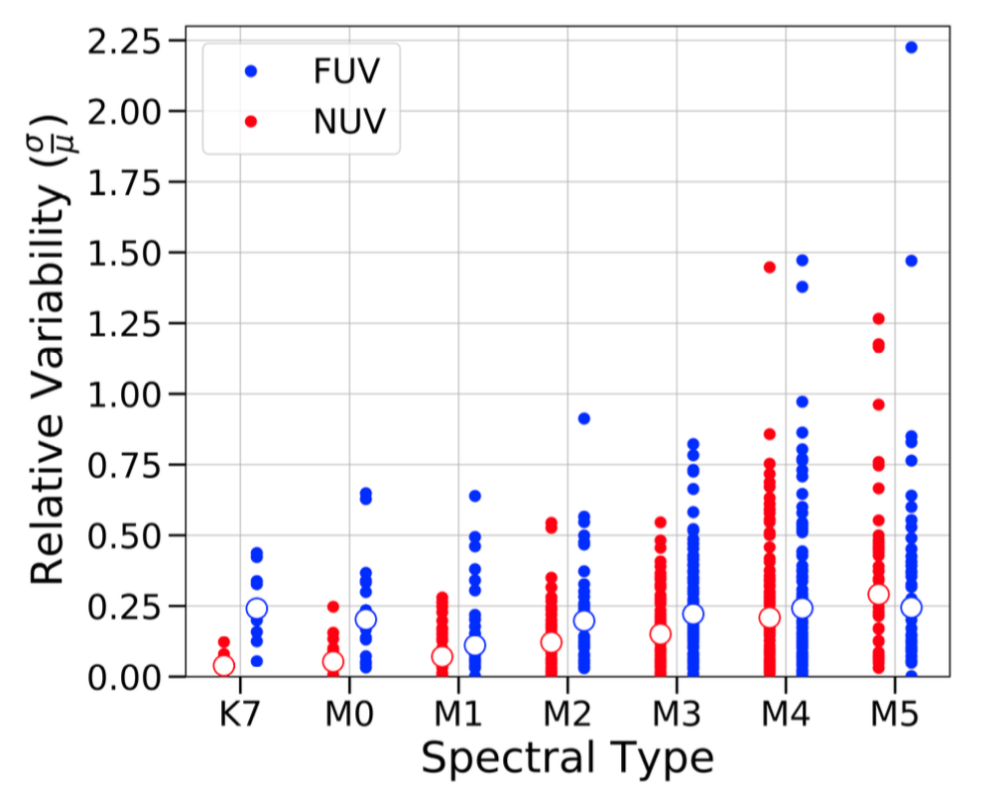 FUV
NUV
2.25
2.00
1.75
1.50
1.25
1.00
0.75
0.50
0.25
0.00
Relative Variability (σ/μ)
K7 M0 M1 M2 M3 M4 M5
Spectral Type